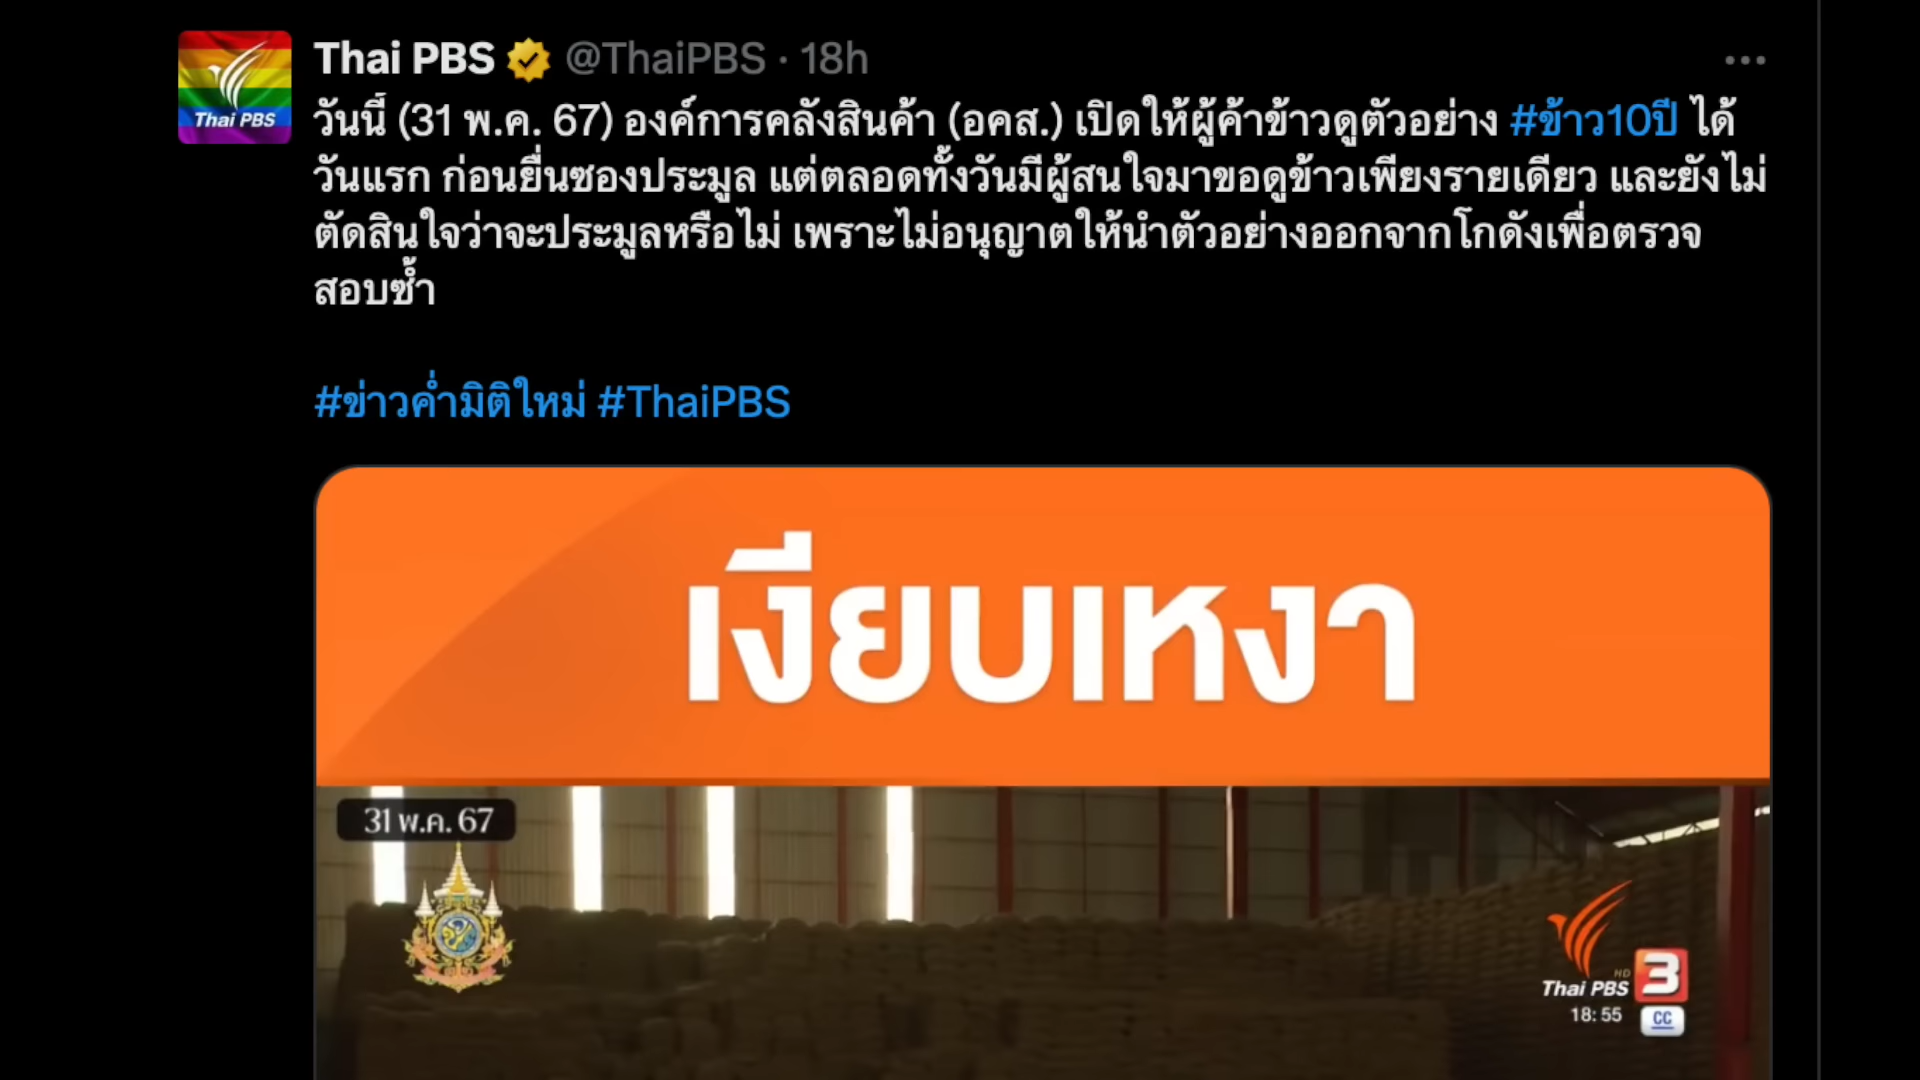 Thai PBS @ThaiPBS · 18h
Thai PBS
วันนี้ (31 พ.ค. 67) องค์การคลังสินค้า (อคส.) เปิดให้ผู้ค้าข้าวดูตัวอย่าง #ข้าว10ปี ได้
วันแรก ก่อนยื่นซองประมูล แต่ตลอดทั้งวันมีผู้สนใจมาขอดูข้าวเพียงรายเดียว และยังไม่
ตัดสินใจว่าจะประมูลหรือไม่ เพราะไม่อนุญาตให้นำตัวอย่างออกจากโกดังเพื่อตรวจ
สอบซ้ำ
#ข่าวค่ำมิติใหม่ #ThaiPBS
เงียบเหงา
31 พ.ค. 67
HD
Thai PBS 3
18:55 CC